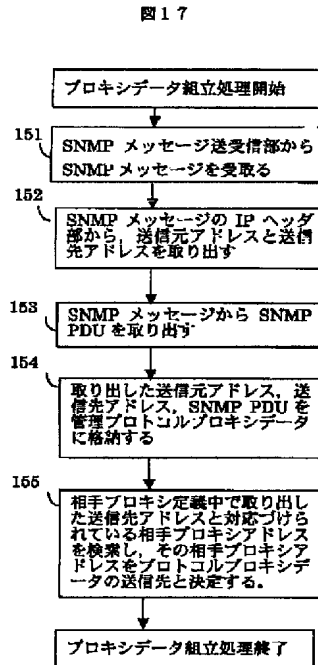 図17
プロキシデータ組立処理開始
151
SNMP メッセージ送受信部から
SNMPメッセージを受取る
152
SNMP メッセージの IP ヘッダ
部から，送信元アドレスと送信
先アドレスを取り出す
153
SNMP メッセージから SNMP
PDU を取り出す
154
取り出した送信元アドレス，送
信先アドレス，SNMP PDU を
管理プロトコルプロキシデータ
に格納する
155
相手プロキシ定義中で取り出し
た送信先アドレスと対応づけら
れている相手プロキシアドレス
を検索し，その相手プロキシア
ドレスをプロトコルプロキシデ
ータの送信先と決定する。
プロキシデータ組立処理終了